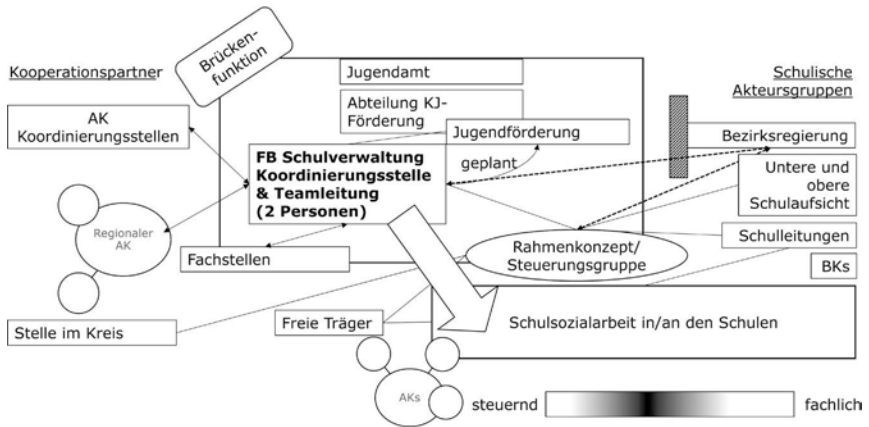 Brücken-
funktion
Kooperationspartner
Jugendamt
Schulische
Akteursgruppen
AK
Koordinierungsstellen
Abteilung KJ-
Förderung
Jugendförderung
Bezirksregierung
FB Schulverwaltung
Koordinierungsstelle
& Teamleitung
(2 Personen)
geplant
Untere und
obere
Schulaufsicht
Regionaler
AK
Fachstellen
Rahmenkonzept/
Steuerungsgruppe
Schulleitungen
BKs
Stelle im Kreis
Freie Träger
Schulsozialarbeit in/an den Schulen
AKs
steuernd
fachlich